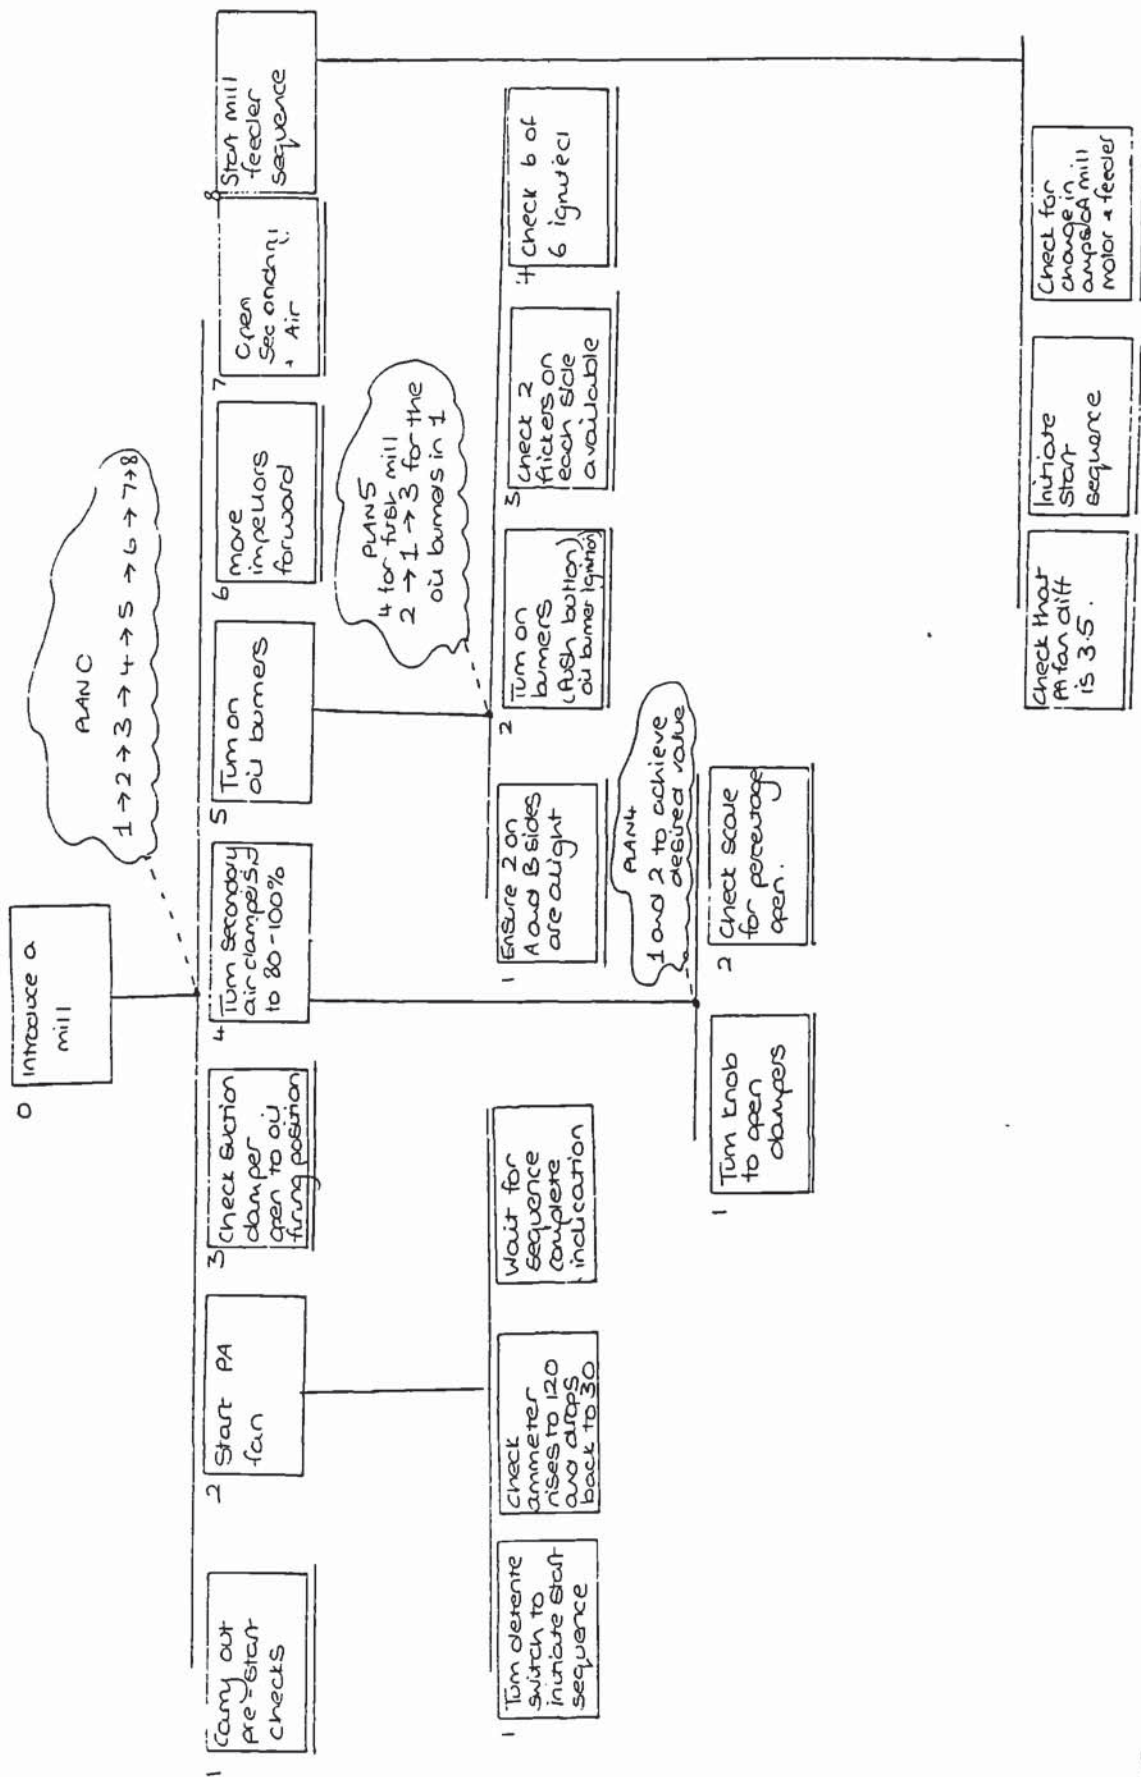 0
Introduce a
mill
PLAN 0
1 → 2 → 3 → 4 → 5 → 6 → 7 → 8
1
Carry out
pre-start
checks
2
Start PA
fan
3
Check suction
damper
open to oil
firing position
4
Turn secondary
air dampers
to 80-100%
5
Turn on
oil burners
6
move
impellors
forward
7
Open
Secondary
Air
8
Start mill
feeder
sequence
1
Turn detente
switch to
initiate start
sequence
check
ammeter
rises to 120
and drops
back to 30
Wait for
sequence
complete
indication
PLAN 5
4 for first mill
2 → 1 → 3 for the
oil burners in 1
1
Ensure 2 on
A and B sides
are alight
2
Turn on
burners
(Push button)
oil burner ignition
3
Check 2
flickers on
each side
available
4
Check 6 of
6 ignited
PLAN 4
1 and 2 to achieve
desired value
1
Turn knob
to open
dampers
2
Check scale
for percentage
open.
Check that
PA fan diff
is 3.5.
Initiate
Start
sequence
Check for
change in
amps of mill
motor & feeder